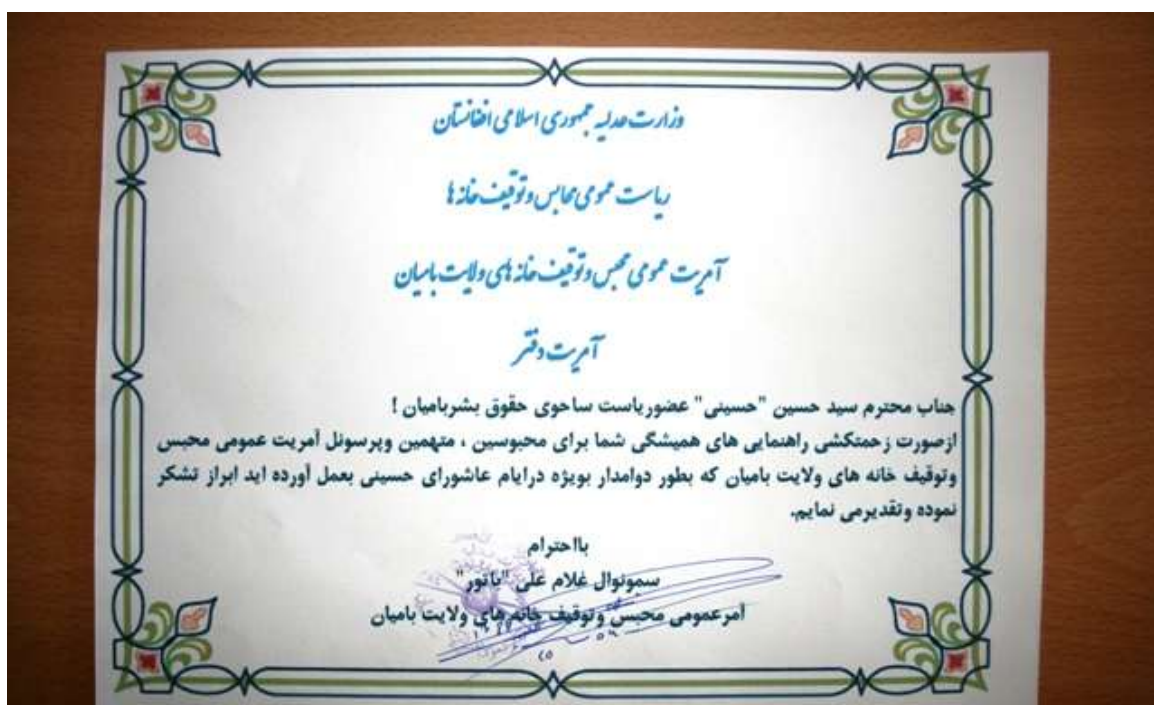 وزارت عدلیه جمهوری اسلامی افغانستان
ریاست عمومی محابس و توقیف خانه ها
آمریت عمومی محبس و توقیف خانه های ولایت بامیان
آمریت دفتر
جناب محترم سید حسین "حسینی" عضوریاست ساحوی حقوق بشربامیان !
ازصورت زحمتکشی راهنمایی های همیشگی شما برای محبوسین ، متهمین وپرسونل آمریت عمومی محبس
وتوقیف خانه های ولایت بامیان که بطور دوامدار بویژه درایام عاشورای حسینی بعمل آورده اید ابراز تشکر
نموده وتقدیرمی نمایم.
بااحترام
سمونوال غلام علی "باتور"
آمرعمومی محبس وتوقیف خانه های ولایت بامیان